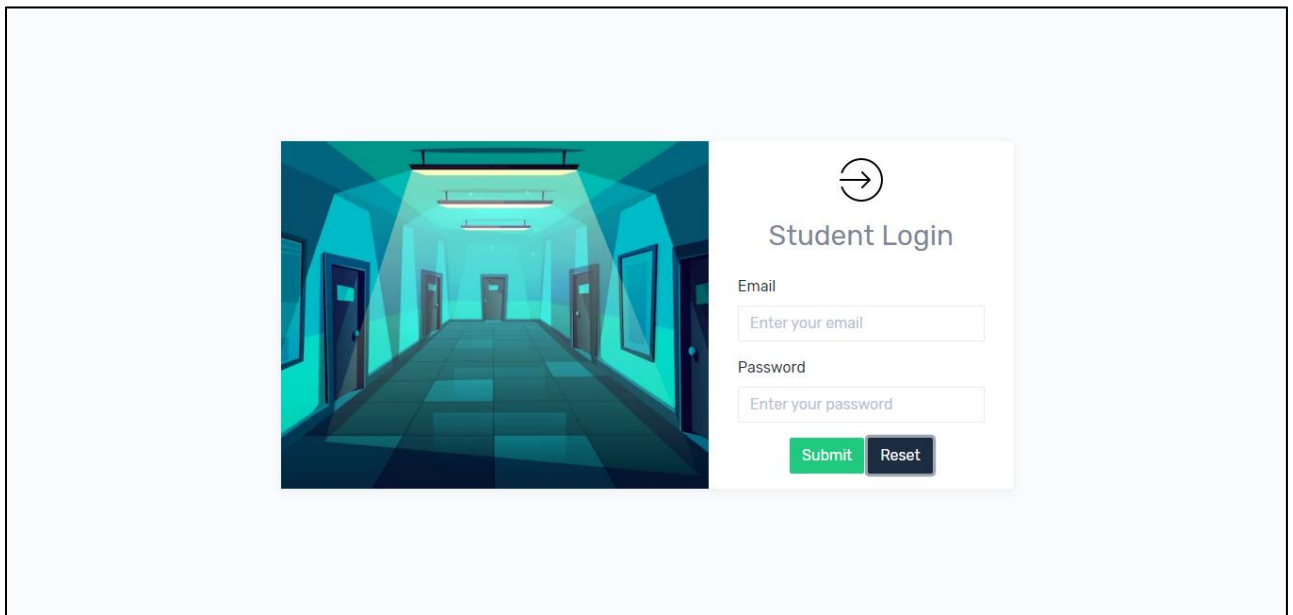 Student Login
Email
Enter your email
Password
Enter your password
Submit Reset